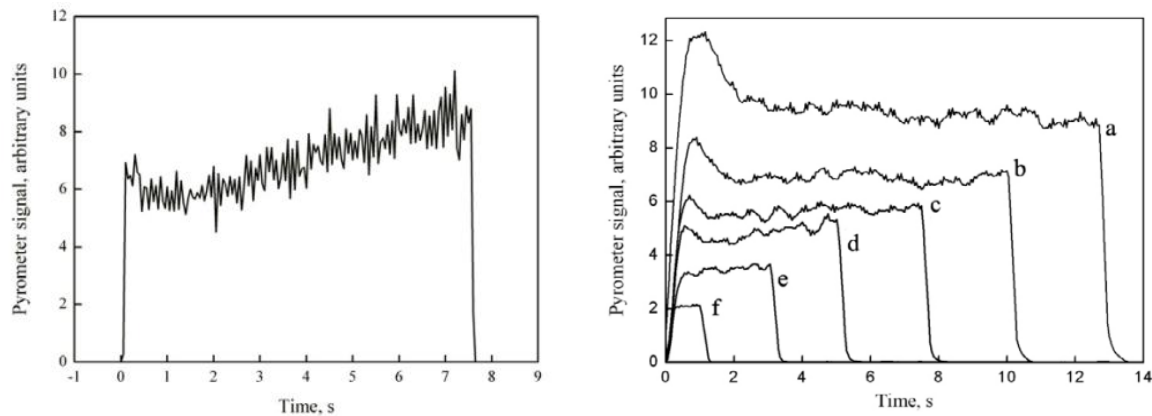 Pyrometer signal, arbitrary units
12
10
8
6
4
2
0
-1 0 1 2 3 4 5 6 7 8 9
Time, s
Pyrometer signal, arbitrary units
12
10
8
6
4
2
0
a
b
c
d
e
f
0 2 4 6 8 10 12 14
Time, s